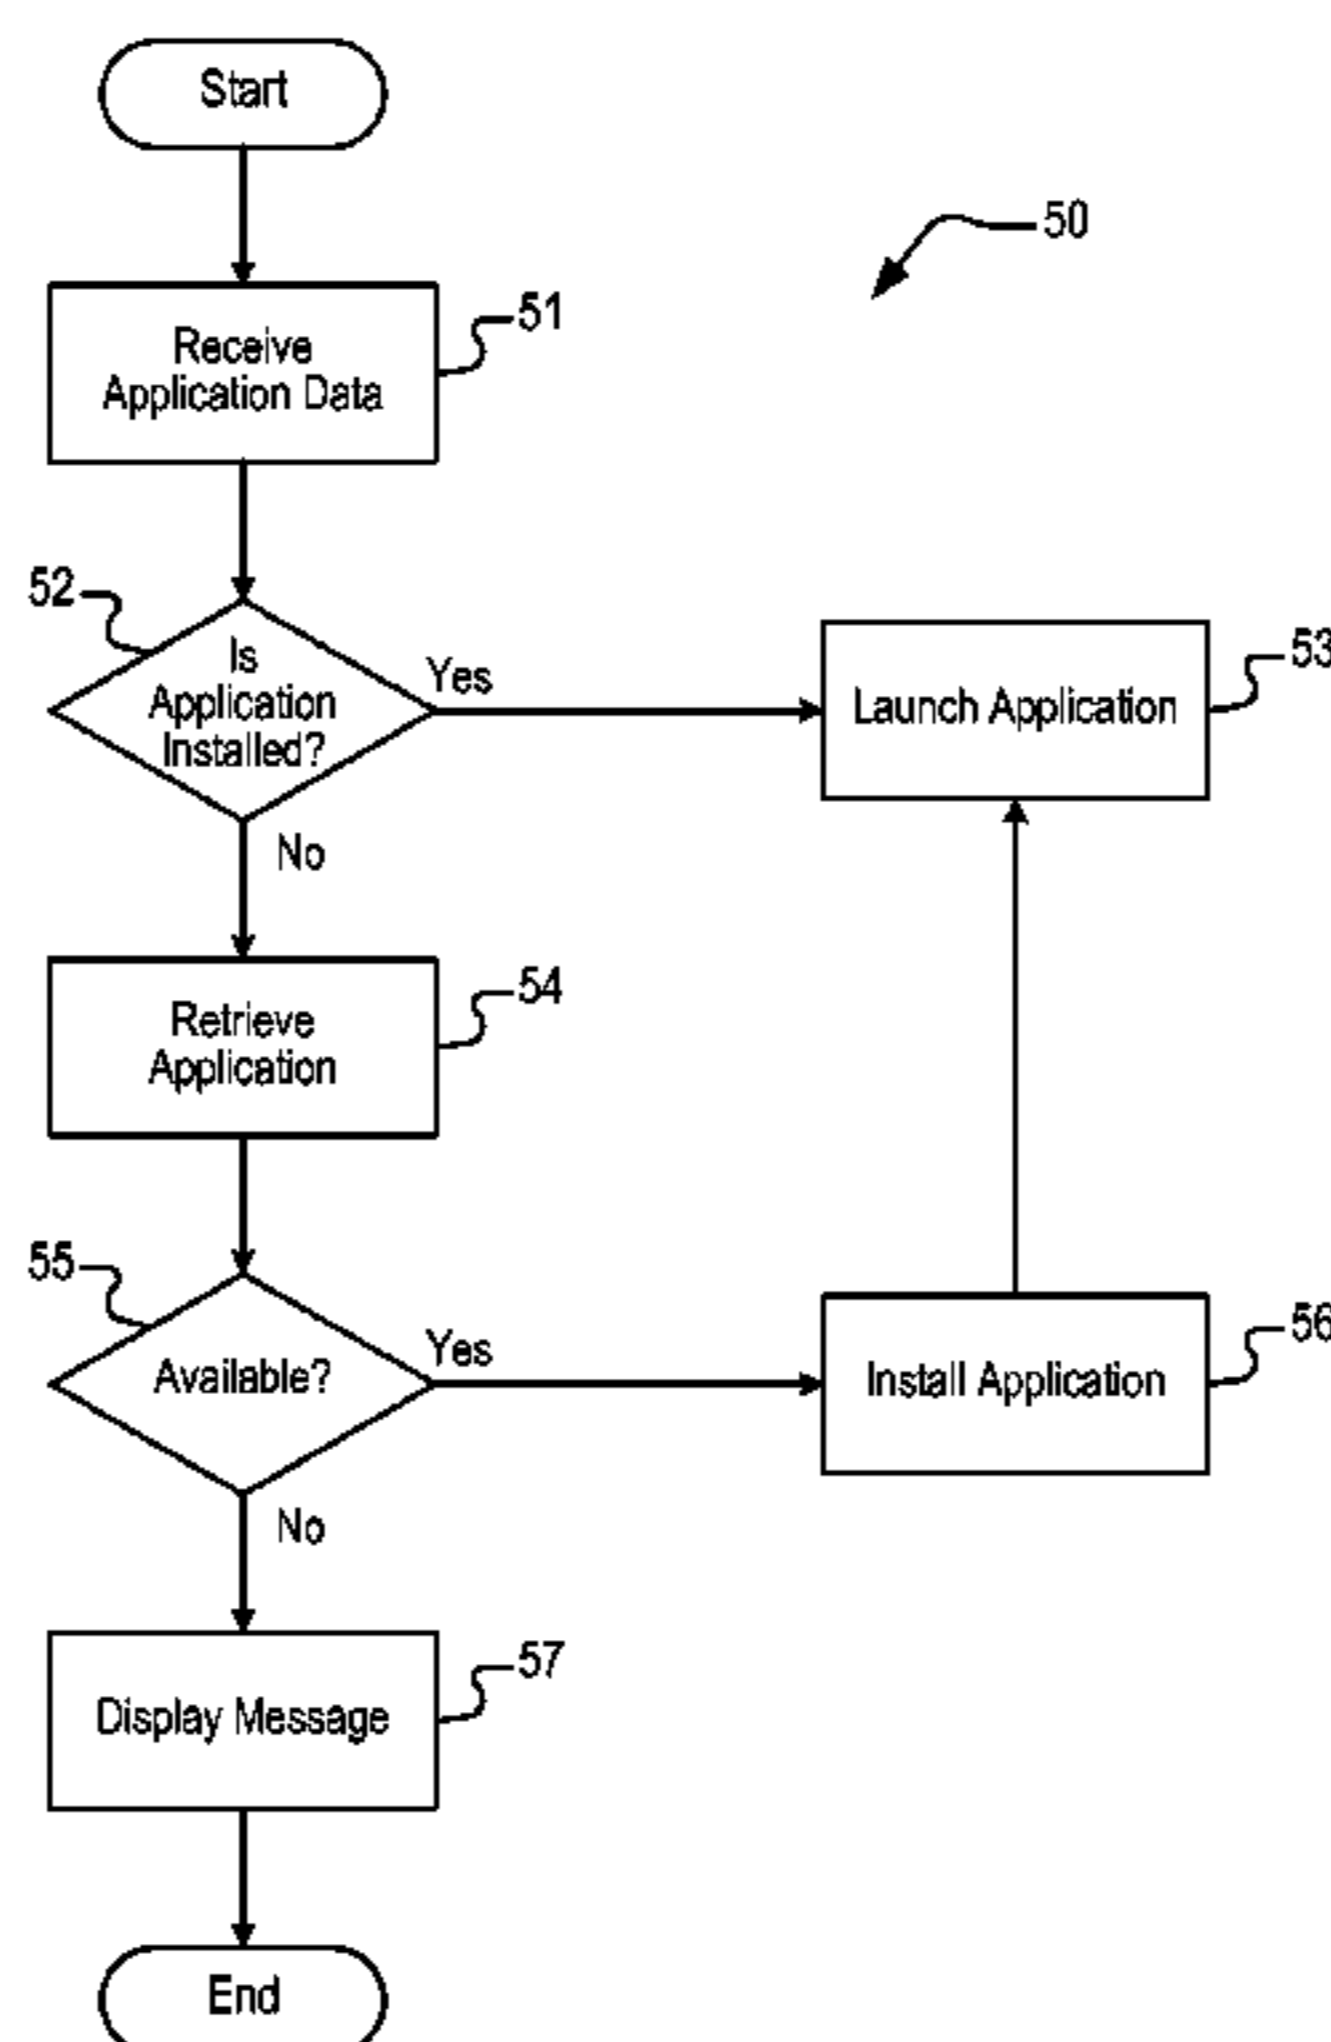 Start
50
51
Receive
Application Data
52
Is
Application
Installed?
Yes
53
Launch Application
No
54
Retrieve
Application
55
Available?
Yes
56
Install Application
No
57
Display Message
End